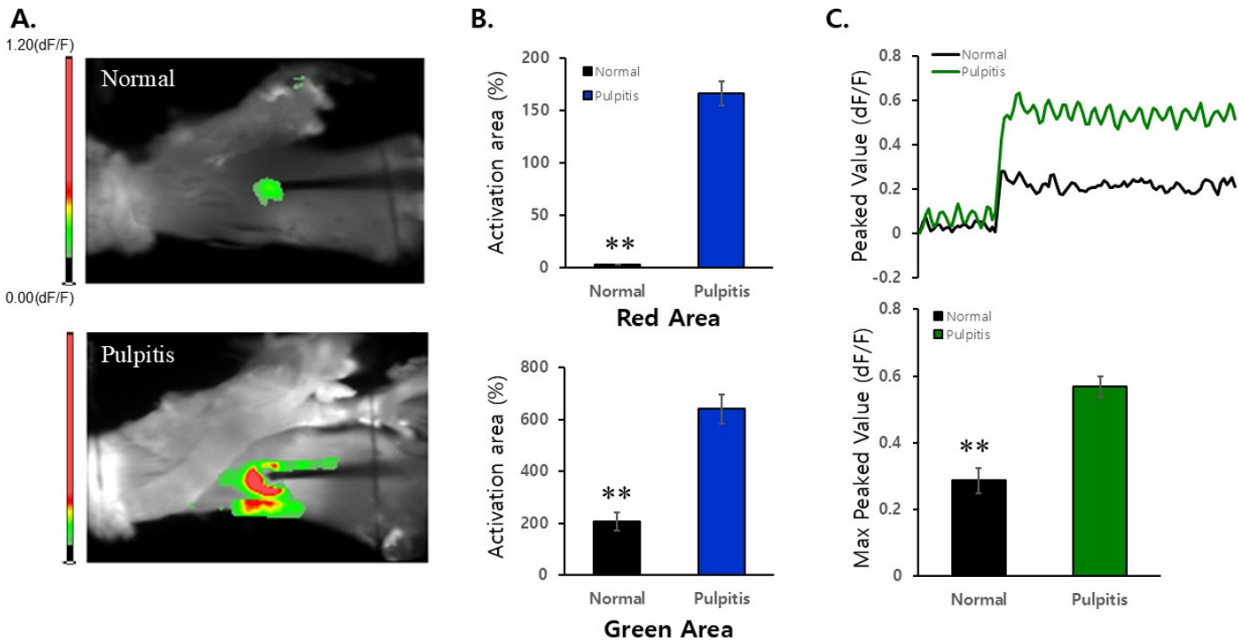 A.
1.20(dF/F)
Normal
0.00(dF/F)
Pulpitis
B.
Activation area (%)
200
150
100
50
0
Normal
Pulpitis
**
Normal
Pulpitis
Red Area
Activation area (%)
800
600
400
200
0
**
Normal
Pulpitis
Green Area
C.
Peaked Value (dF/F)
0.8
0.6
0.4
0.2
0
-0.2
Normal
Pulpitis
Max Peaked Value (dF/F)
0.8
0.6
0.4
0.2
0
Normal
Pulpitis
**
Normal
Pulpitis